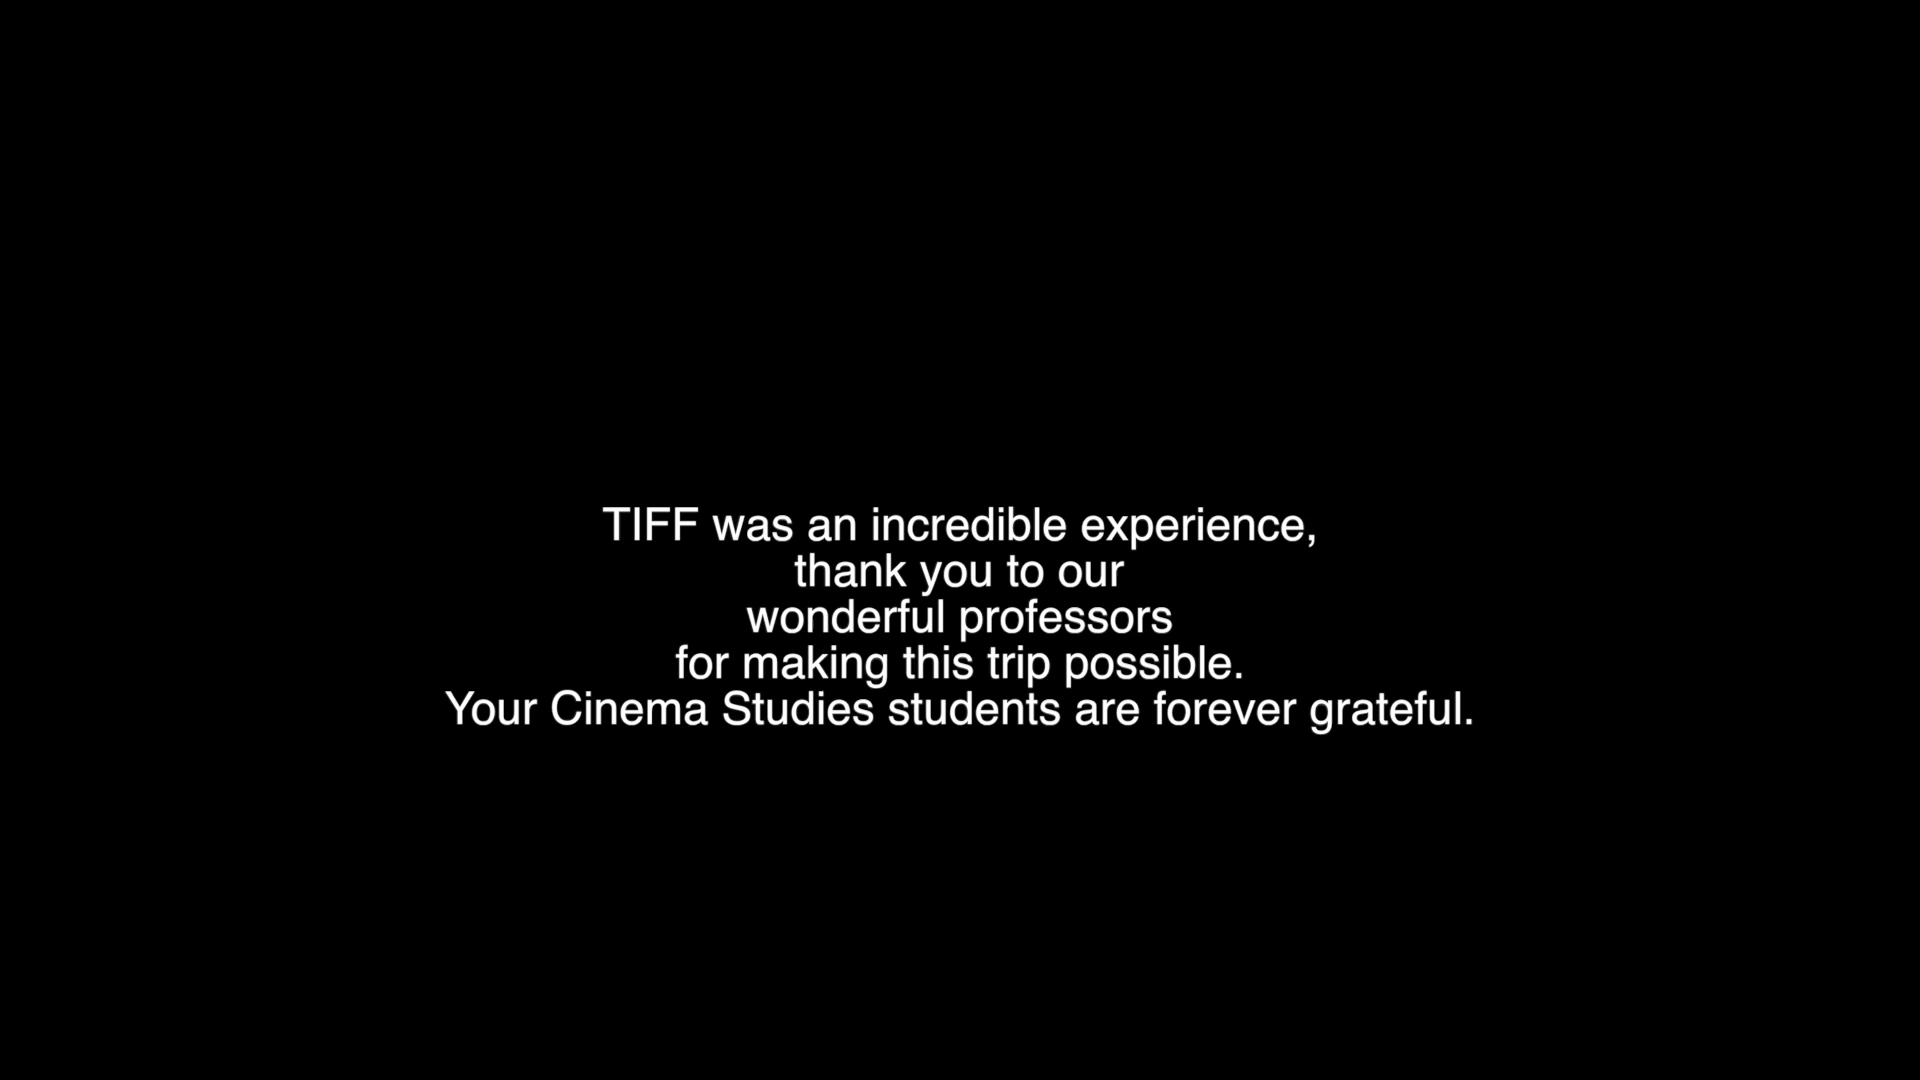 TIFF was an incredible experience,
thank you to our
wonderful professors
for making this trip possible.
Your Cinema Studies students are forever grateful.